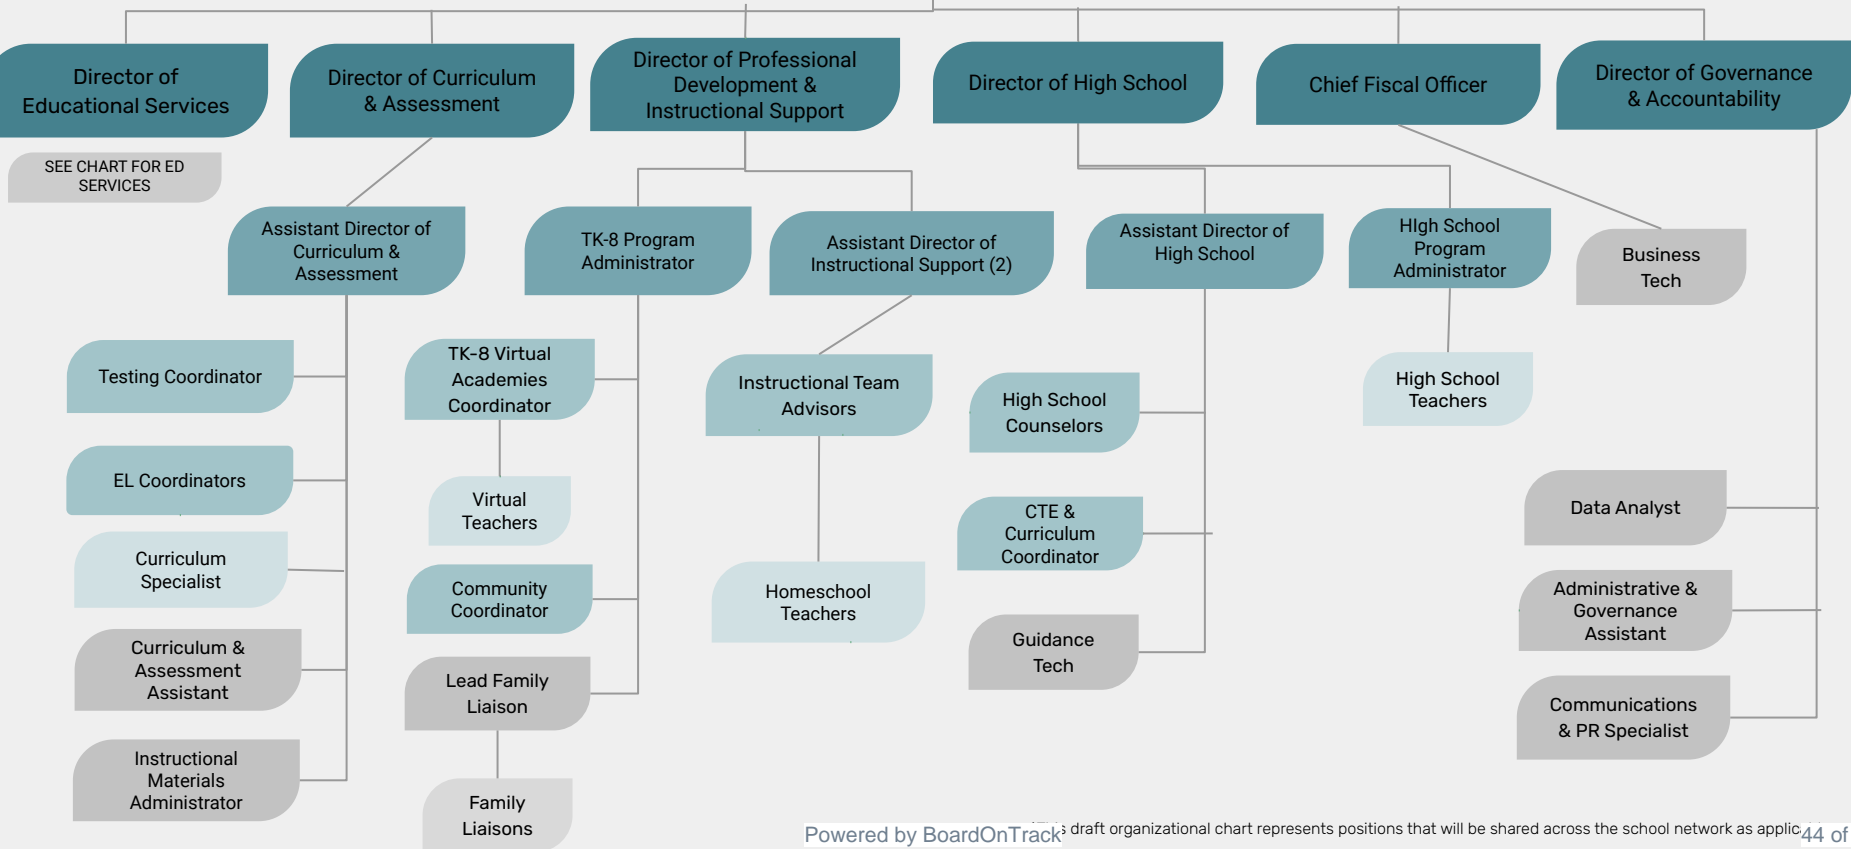 Director of
Educational Services
Director of Curriculum
& Assessment
Director of Professional
Development &
Instructional Support
Director of High School
Chief Fiscal Officer
Director of Governance
& Accountability
SEE CHART FOR ED
SERVICES
Assistant Director of
Curriculum &
Assessment
TK-8 Program
Administrator
Assistant Director of
Instructional Support (2)
Assistant Director of
High School
HIgh School
Program
Administrator
Business
Tech
Testing Coordinator
EL Coordinators
Curriculum
Specialist
Curriculum &
Assessment
Assistant
Instructional
Materials
Administrator
TK-8 Virtual
Academies
Coordinator
Virtual
Teachers
Community
Coordinator
Lead Family
Liaison
Family
Liaisons
Instructional Team
Advisors
Homeschool
Teachers
High School
Counselors
CTE &
Curriculum
Coordinator
Guidance
Tech
High School
Teachers
Data Analyst
Administrative &
Governance
Assistant
Communications
& PR Specialist
draft organizational chart represents positions that will be shared across the school network as
Powered by BoardOnTrack
44 of